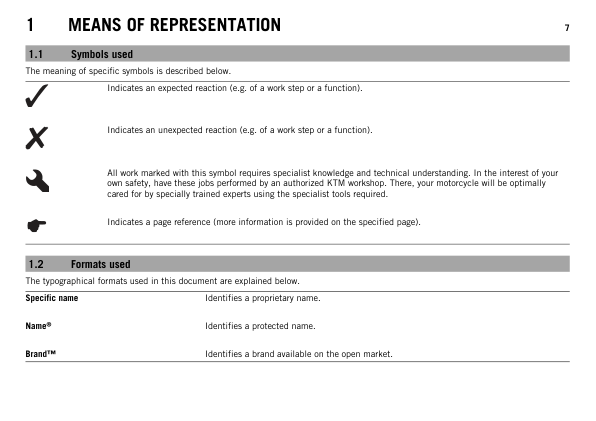 1 MEANS OF REPRESENTATION 7
1.1 Symbols used
The meaning of specific symbols is described below.
Indicates an expected reaction (e.g. of a work step or a function).
Indicates an unexpected reaction (e.g. of a work step or a function).
All work marked with this symbol requires specialist knowledge and technical understanding. In the interest of your
own safety, have these jobs performed by an authorized KTM workshop. There, your motorcycle will be optimally
cared for by specially trained experts using the specialist tools required.
Indicates a page reference (more information is provided on the specified page).
1.2 Formats used
The typographical formats used in this document are explained below.
Specific name Identifies a proprietary name.
Name® Identifies a protected name.
Brand™ Identifies a brand available on the open market.